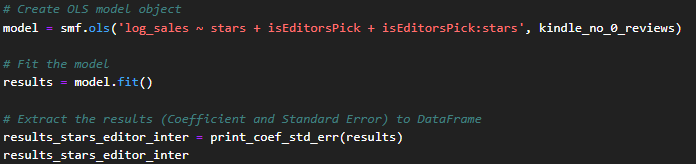 # Create OLS model object
model = smf.ols('log_sales ~ stars + isEditorsPick + isEditorsPick:stars', kindle_no_0_reviews)
# Fit the model
results = model.fit()
# Extract the results (Coefficient and Standard Error) to DataFrame
results_stars_editor_inter = print_coef_std_err(results)
results_stars_editor_inter